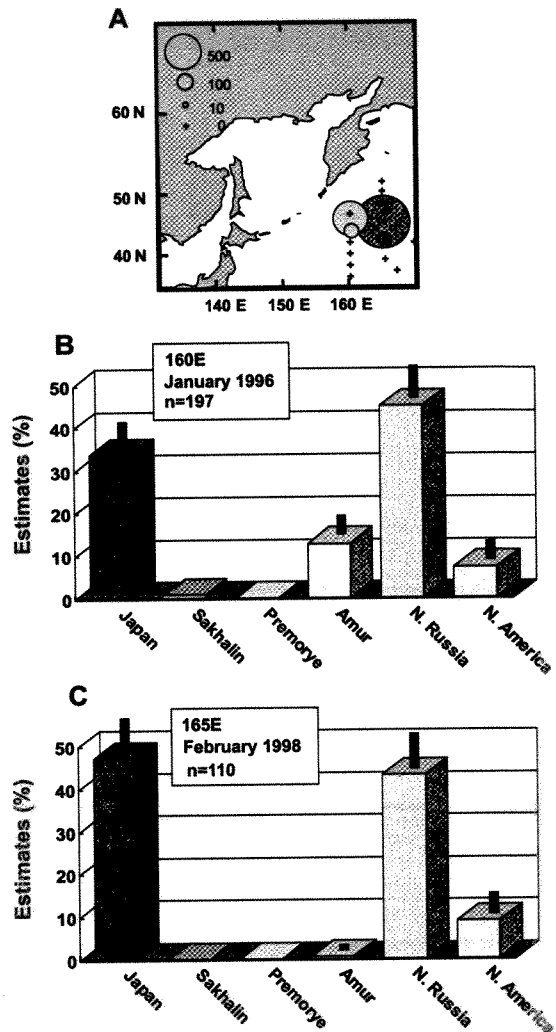 A
500
100
10
0
60 N
50 N
40 N
140 E 150 E 160 E
B
160E
January 1996
n=197
Estimates (%)
50
40
30
20
10
0
Japan
Sakhalin
Premorye
Amur
N. Russia
N. America
C
165E
February 1998
n=110
Estimates (%)
50
40
30
20
10
0
Japan
Sakhalin
Premorye
Amur
N. Russia
N. America